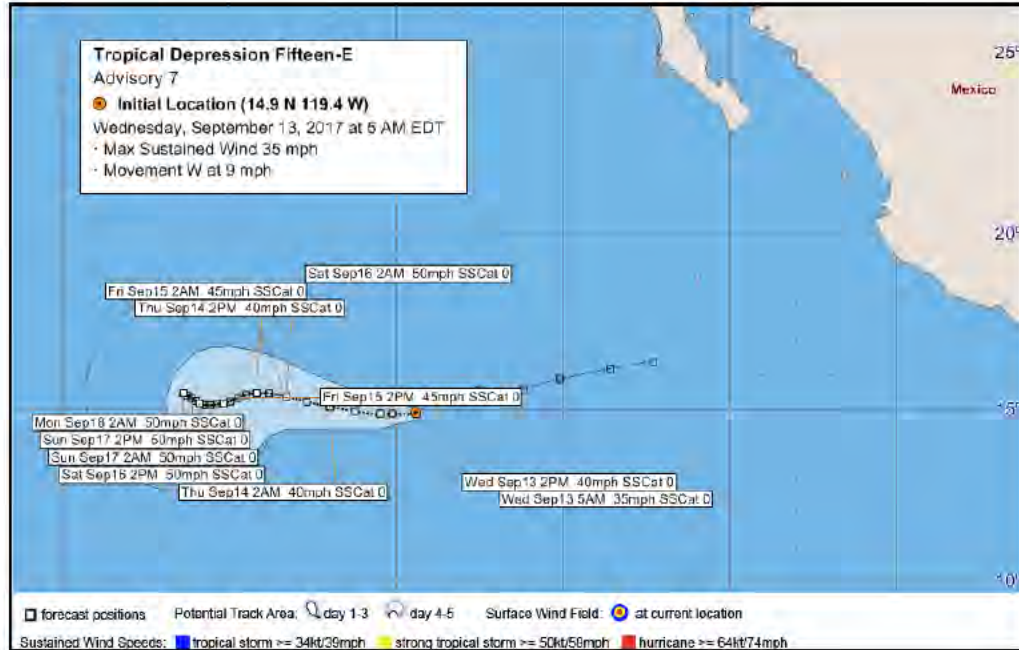 Tropical Depression Fifteen-E
Advisory 7
Initial Location (14.9 N 119.4 W)
Wednesday, September 13, 2017 at 5 AM EDT
· Max Sustained Wind 35 mph
· Movement W at 9 mph
25°
Mexico
20°
Sat Sep16 2AM 50mph SSCat 0
Fri Sep15 2AM 45mph SSCat 0
Thu Sep14 2PM 40mph SSCat 0
Fri Sep15 2PM 45mph SSCat 0
15°
Mon Sep18 2AM 50mph SSCat 0
Sun Sep17 2PM 50mph SSCat 0
Sun Sep17 2AM 50mph SSCat 0
Sat Sep16 2PM 50mph SSCat 0
Thu Sep14 2AM 40mph SSCat 0
Wed Sep13 2PM 40mph SSCat 0
Wed Sep13 5AM 35mph SSCat 0
10°
forecast positions Potential Track Area: day 1-3 day 4-5 Surface Wind Field: at current location
Sustained Wind Speeds: tropical storm >= 34kt/39mph strong tropical storm >= 50kt/58mph hurricane >= 64kt/74mph